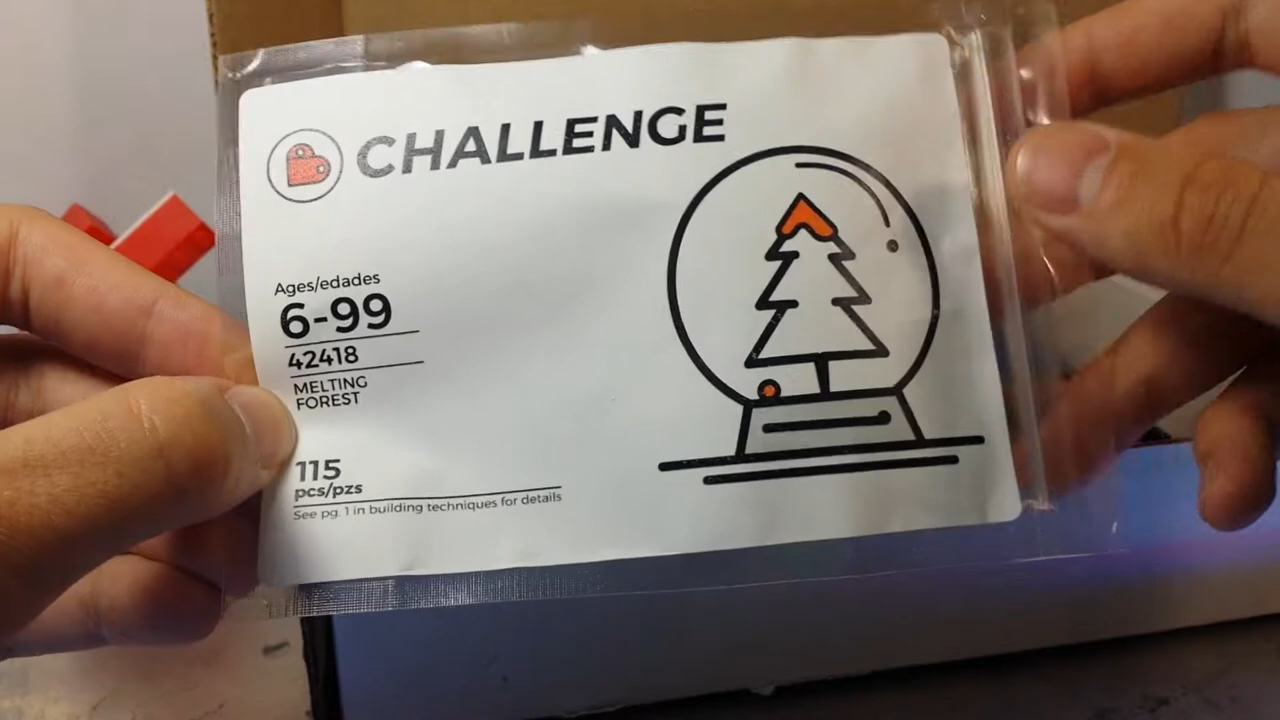 CHALLENGE
Ages/edades
6-99
42418
MELTING
FOREST
115
pcs/pzs
See pg. 1 in building techniques for details